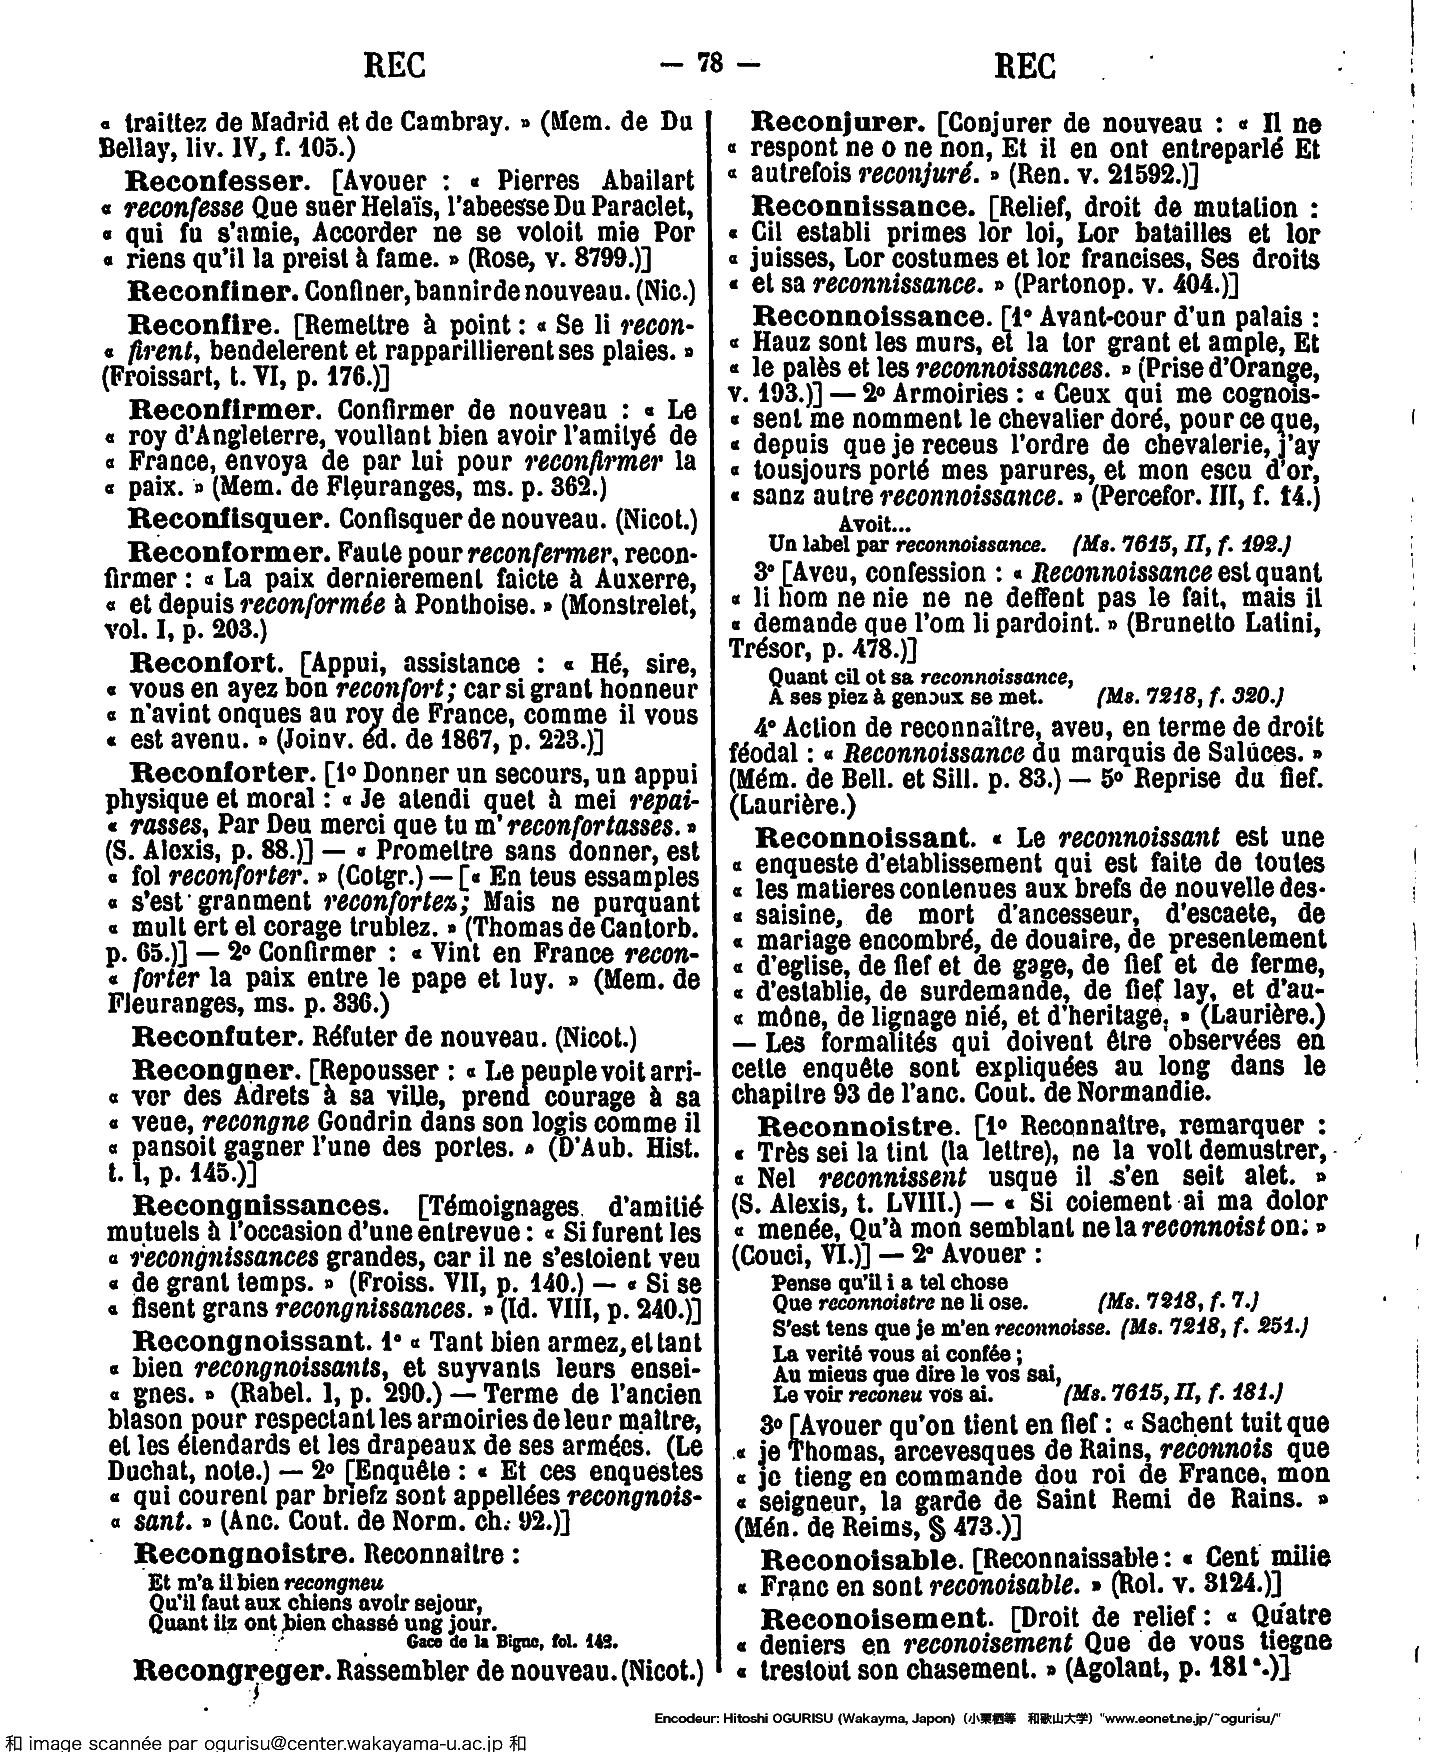 REC
— 78 —
REC
« traittez de Madrid et de Cambray. » (Mem. de Du
Bellay, liv. IV, f. 105.)
Reconfesser. [Avouer : « Pierres Abailart
« reconfesse Que suer Helaïs, l'abeesse Du Paraclet,
« qui fu s'amie, Accorder ne se voloit mie Por
« riens qu'il la preist à fame. » (Rose, v. 8799.)]
Reconfiner. Confiner, bannir de nouveau. (Nic.)
Reconfire. [Remettre à point : « Se li recon-
« firent, bendelerent et rapparillierent ses plaies. »
(Froissart, t. VI, p. 176.)]
Reconfirmer. Confirmer de nouveau : « Le
« roy d'Angleterre, voullant bien avoir l'amityé de
« France, envoya de par lui pour reconfirmer la
« paix. » (Mem. de Fleuranges, ms. p. 362.)
Reconfisquer. Confisquer de nouveau. (Nicot.)
Reconformer. Faute pour reconfermer, recon-
firmer : « La paix dernierement faicte à Auxerre,
« et depuis reconformée à Ponthoise. » (Monstrelet,
vol. I, p. 203.)
Reconfort. [Appui, assistance : « Hé, sire,
« vous en ayez bon reconfort ; car si grant honneur
« n'avint onques au roy de France, comme il vous
« est avenu. » (Joinv. éd. de 1867, p. 223.)]
Reconforter. [1º Donner un secours, un appui
physique et moral : « Je atendi quet à mei repai-
« rasses, Par Deu merci que tu m'reconfortasses. »
(S. Alexis, p. 88.)] — « Promettre sans donner, est
« fol reconforter. » (Cotgr.) — [« En teus essamples
« s'est granment reconfortez ; Mais ne purquant
« mult ert el corage trublez. » (Thomas de Cantorb.
p. 65.)] — 2º Confirmer : « Vint en France recon-
« forter la paix entre le pape et luy. » (Mem. de
Fleuranges, ms. p. 336.)
Reconfuter. Réfuter de nouveau. (Nicot.)
Recongner. [Repousser : « Le peuple voit arri-
« ver des Adrets à sa ville, prend courage à sa
« veue, recongne Gondrin dans son logis comme il
« pansoit gagner l'une des portes. » (D'Aub. Hist.
t. I, p. 145.)]
Recongnissances. [Témoignages d'amitié
mutuels à l'occasion d'une entrevue : « Si furent les
« recongnissances grandes, car il ne s'estoient veu
« de grant temps. » (Froiss. VII, p. 140.) — « Si se
« fisent grans recongnissances. » (Id. VIII, p. 240.)]
Recongnoissant. 1º « Tant bien armez, et tant
« bien recongnoissants, et suyvants leurs ensei-
« gnes. » (Rabel. I, p. 290.) — Terme de l'ancien
blason pour respectant les armoiries de leur maître,
et les étendards et les drapeaux de ses armées. (Le
Duchat, note.) — 2º [Enquête : « Et ces enquestes
« qui courent par briefz sont appellées recongnois-
« sant. » (Anc. Cout. de Norm. ch. 92.)]
Recongnoistre. Reconnaître :
Et m'a il bien recongneu
Qu'il faut aux chiens avoir sejour,
Quant ilz ont bien chassé ung jour.
Gace de la Bigne, fol. 142.
Recongreger. Rassembler de nouveau. (Nicot.)
Reconjurer. [Conjurer de nouveau : « Il ne
« respont ne o ne non, Et il en ont entreparlé Et
« autrefois reconjuré. » (Ren. v. 21592.)]
Reconnissance. [Relief, droit de mutation :
« Cil establi primes lor loi, Lor batailles et lor
« juisses, Lor costumes et lor francises, Ses droits
« et sa reconnissance. » (Partonop. v. 404.)]
Reconnoissance. [1º Avant-cour d'un palais :
« Hauz sont les murs, et la tor grant et ample, Et
« le palès et les reconnoissances. » (Prise d'Orange,
v. 193.)] — 2º Armoiries : « Ceux qui me cognois-
« sent me nomment le chevalier doré, pour ce que,
« depuis que je receus l'ordre de chevalerie, j'ay
« tousjours porté mes parures, et mon escu d'or,
« sanz autre reconnoissance. » (Percefor. III, f. 14.)
Avoit...
Un label par reconnoissance. (Ms. 7615, II, f. 192.)
3º [Aveu, confession : « Reconnoissance est quant
« li hom ne nie ne ne deffent pas le fait, mais il
« demande que l'om li pardoint. » (Brunetto Latini,
Trésor, p. 478.)]
Quant cil ot sa reconnoissance,
A ses piez à genoux se met. (Ms. 7218, f. 320.)
4º Action de reconnaître, aveu, en terme de droit
féodal : « Reconnoissance du marquis de Saluces. »
(Mém. de Bell. et Sill. p. 83.) — 5º Reprise du fief.
(Laurière.)
Reconnoissant. « Le reconnoissant est une
« enqueste d'etablissement qui est faite de toutes
« les matieres contenues aux brefs de nouvelle des-
« saisine, de mort d'ancesseur, d'escaete, de
« mariage encombré, de douaire, de presentement
« d'eglise, de fief et de gage, de fief et de ferme,
« d'establie, de surdemande, de fief lay, et d'au-
« mône, de lignage nié, et d'heritage. » (Laurière.)
— Les formalités qui doivent être observées en
cette enquête sont expliquées au long dans le
chapitre 93 de l'anc. Cout. de Normandie.
Reconnoistre. [1º Reconnaître, remarquer :
« Très sei la tint (la lettre), ne la volt demustrer,
« Nel reconnissent usque il s'en seit alet. »
(S. Alexis, t. LVIII.) — « Si coiement ai ma dolor
« menée, Qu'à mon semblant ne la reconnoist on. »
(Couci, VI.)] — 2º Avouer :
Pense qu'il i a tel chose
Que reconnoistre ne li ose. (Ms. 7218, f. 7.)
S'est tens que je m'en reconnoisse. (Ms. 7218, f. 251.)
La verité vous ai confée ;
Au mieus que dire le vos sai,
Le voir reconeu vos ai. (Ms. 7615, II, f. 181.)
3º [Avouer qu'on tient en fief : « Sachent tuit que
« je Thomas, arcevesques de Rains, reconnois que
« je tieng en commande dou roi de France, mon
« seigneur, la garde de Saint Remi de Rains. »
(Mén. de Reims, § 473.)]
Reconoisable. [Reconnaissable : « Cent milie
« Franc en sont reconoisable. » (Rol. v. 3124.)]
Reconoisement. [Droit de relief : « Quatre
« deniers en reconoisement Que de vous tiegne
« trestout son chasement. » (Agolant, p. 181ª.)]
Encodeur: Hitoshi OGURISU (Wakayma, Japon) (小栗栖等 和歌山大学) "www.eonet.ne.jp/~ogurisu/"
和 image scannée par ogurisu@center.wakayama-u.ac.jp 和